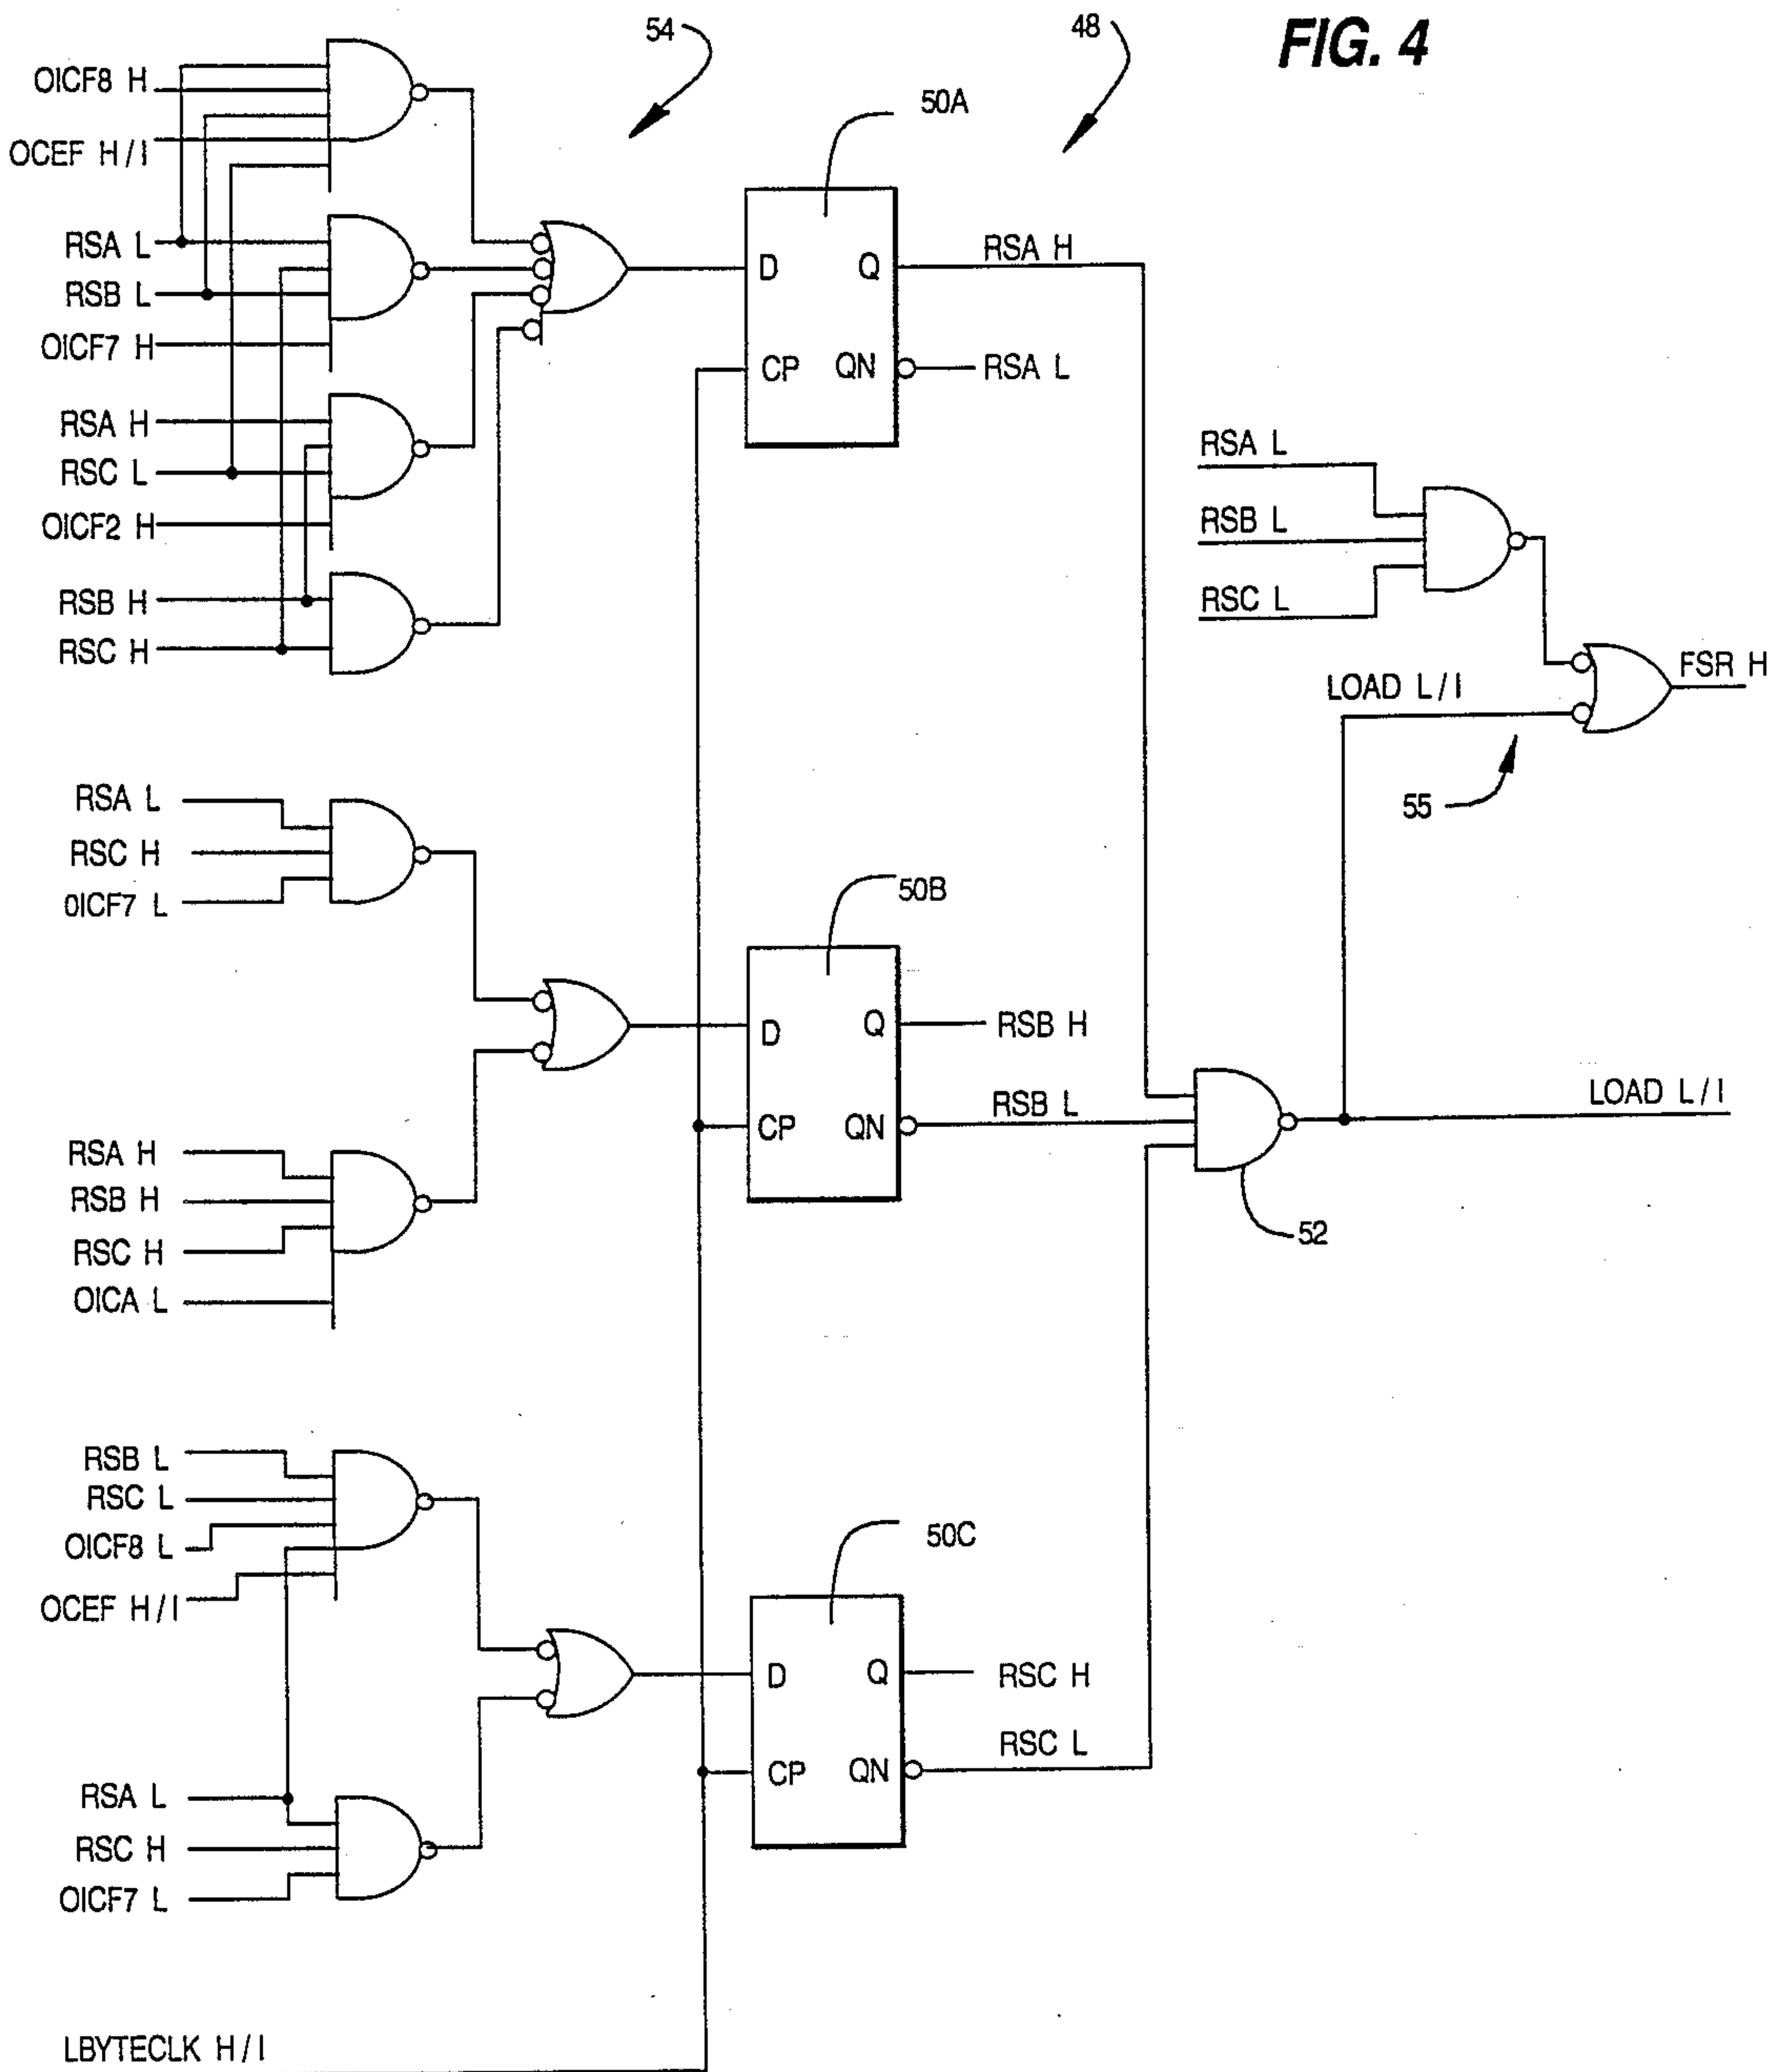 FIG. 4
54
48
OICF8 H
OCEF H/I
RSA L
RSB L
OICF7 H
RSA H
RSC L
OICF2 H
RSB H
RSC H
50A
D
Q
CP
QN
RSA H
RSA L
RSA L
RSB L
RSC L
FSR H
LOAD L/I
55
RSA L
RSC H
OICF7 L
RSA H
RSB H
RSC H
OICA L
50B
D
Q
CP
QN
RSB H
RSB L
LOAD L/I
52
RSB L
RSC L
OICF8 L
OCEF H/I
RSA L
RSC H
OICF7 L
50C
D
Q
CP
QN
RSC H
RSC L
LBYTECLK H/I